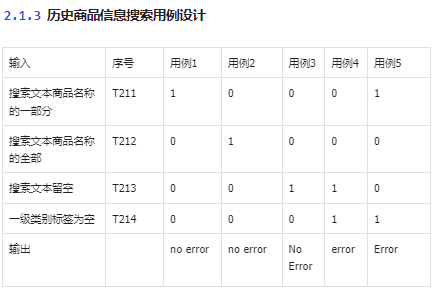 2.1.3 历史商品信息搜索用例设计
输入 序号 用例1 用例2 用例3 用例4 用例5
搜索文本商品名称 T211 1 0 0 0 1
的一部分
搜索文本商品名称 T212 0 1 0 0 0
的全部
搜索文本留空 T213 0 0 1 1 0
一级类别标签为空 T214 0 0 0 1 1
输出 no error no error No error Error
Error